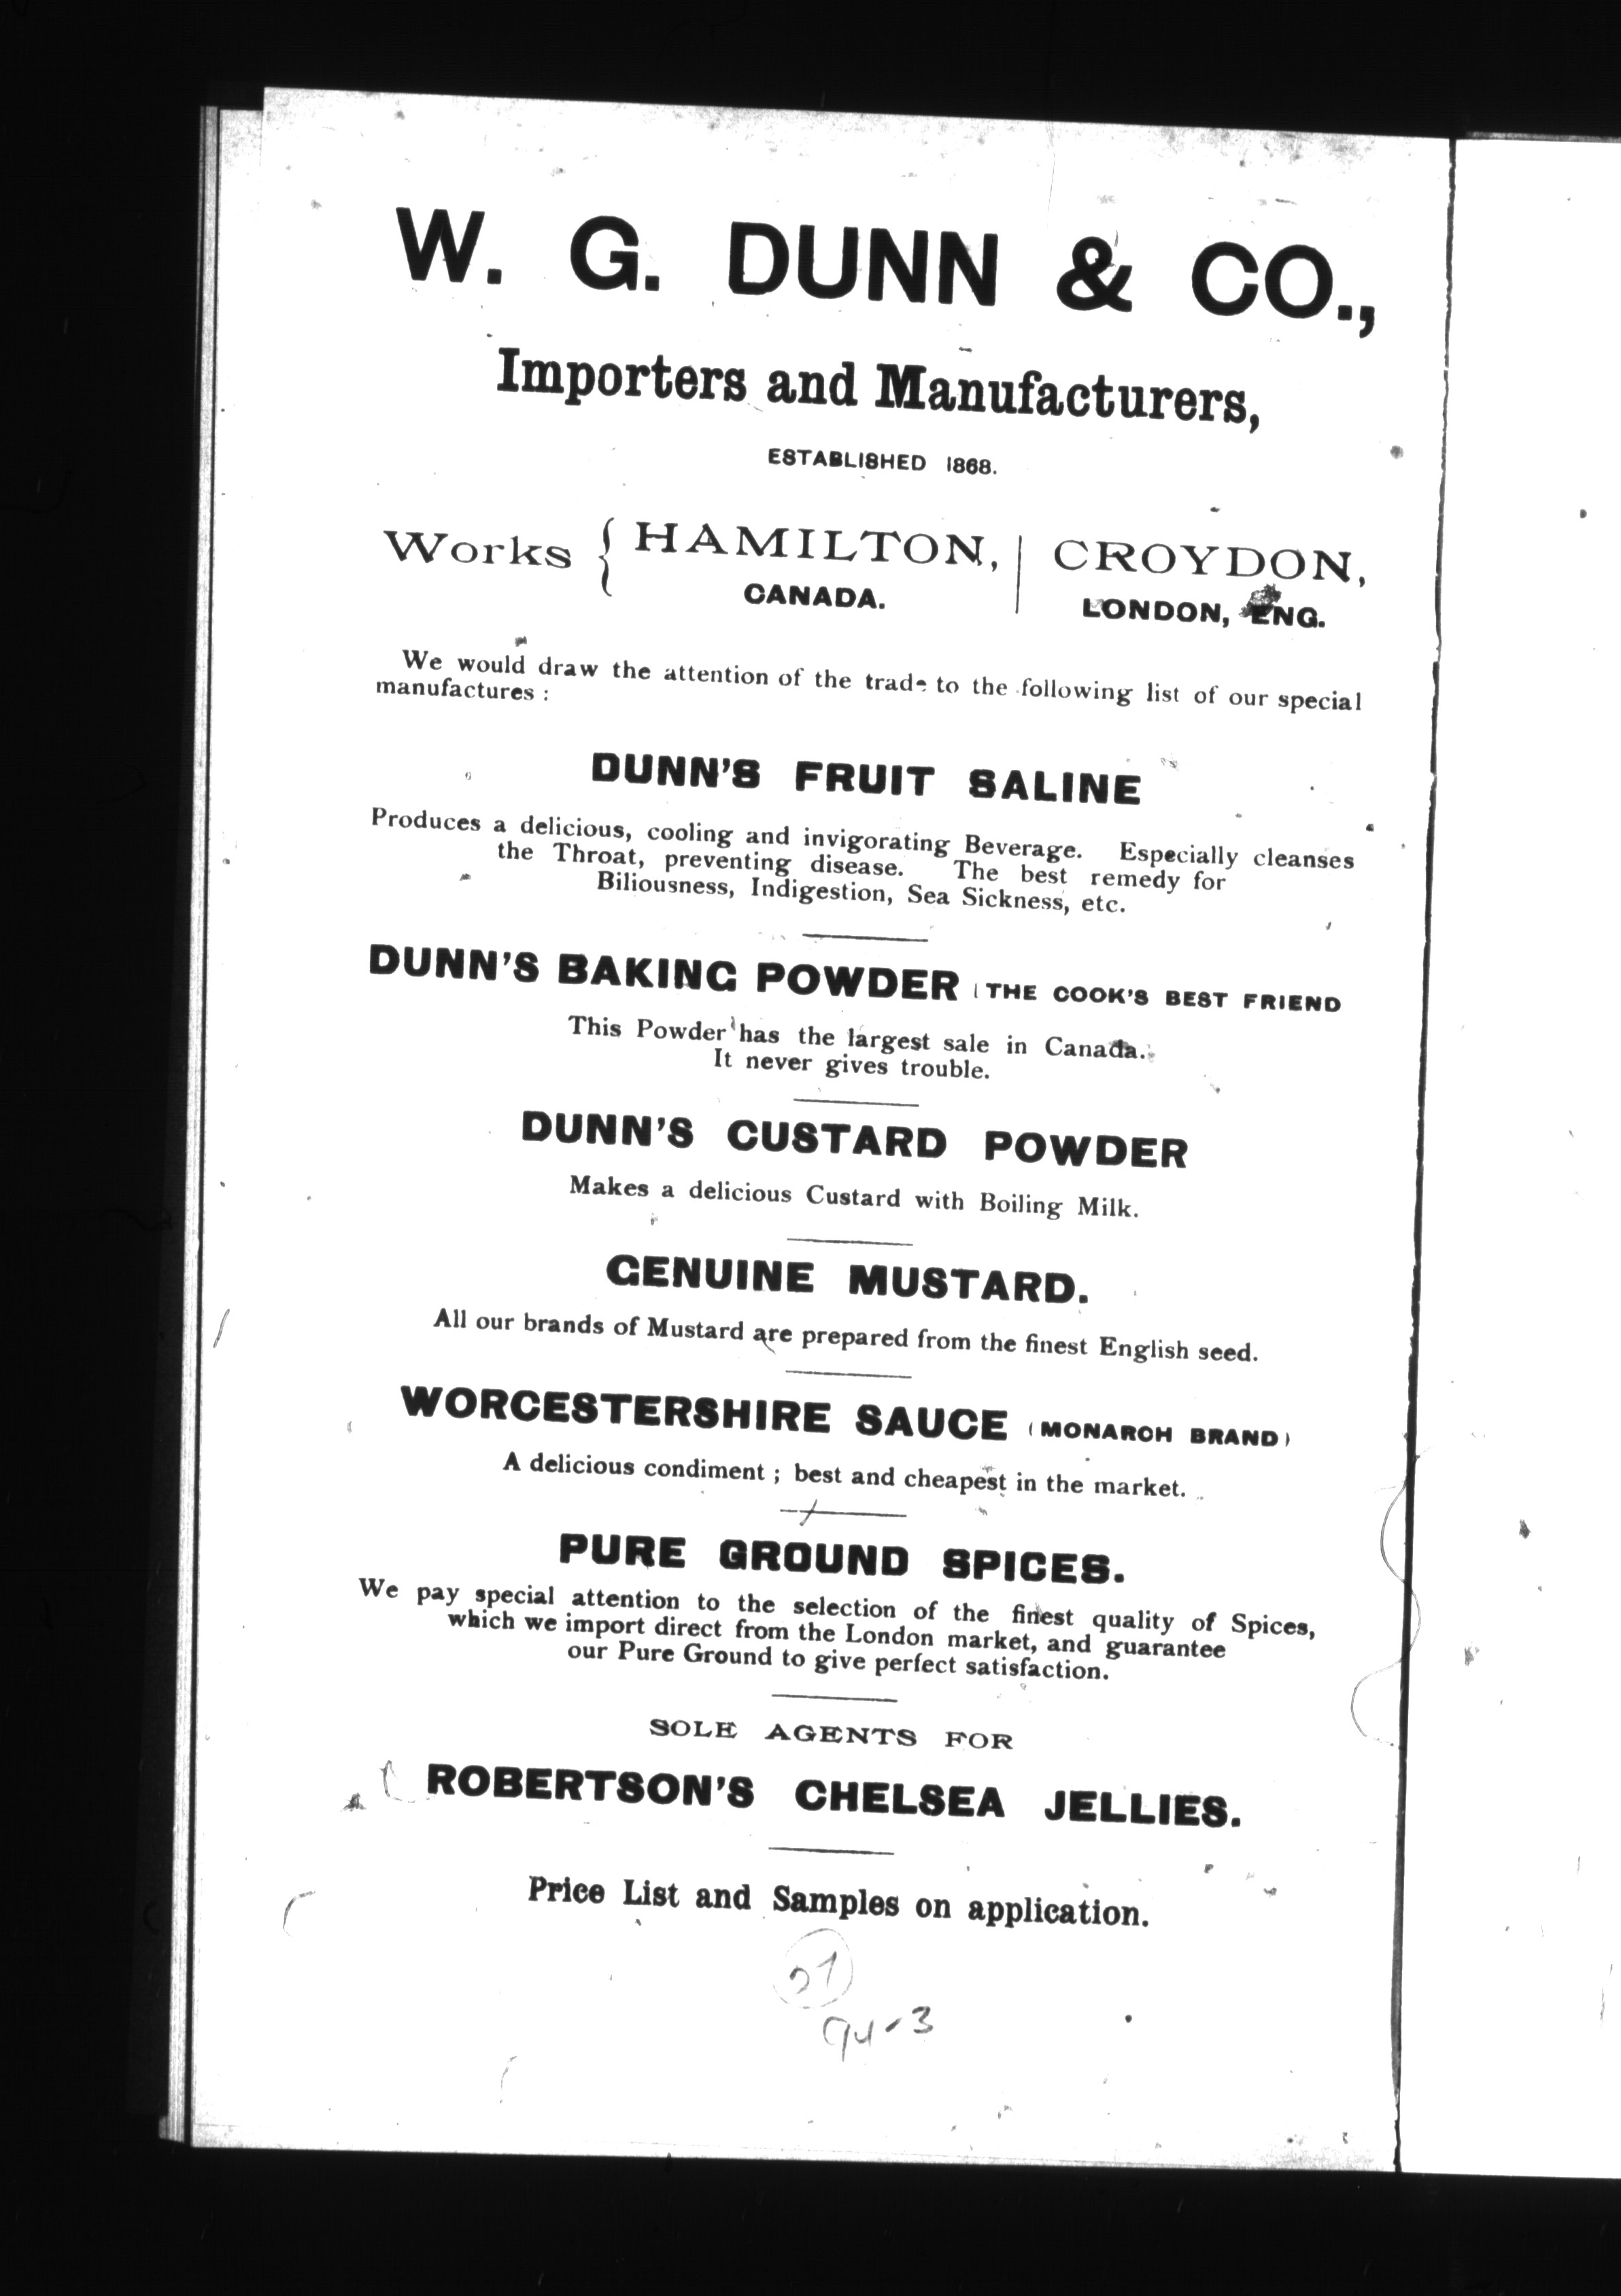 W. G. DUNN & CO.,
Importers and Manufacturers,
ESTABLISHED 1868.
Works { HAMILTON, | CROYDON,
CANADA. LONDON, ENG.
We would draw the attention of the trade to the following list of our special
manufactures :
DUNN'S FRUIT SALINE
Produces a delicious, cooling and invigorating Beverage. Especially cleanses
the Throat, preventing disease. The best remedy for
Biliousness, Indigestion, Sea Sickness, etc.
DUNN'S BAKING POWDER (THE COOK'S BEST FRIEND
This Powder has the largest sale in Canada.
It never gives trouble.
DUNN'S CUSTARD POWDER
Makes a delicious Custard with Boiling Milk.
GENUINE MUSTARD.
All our brands of Mustard are prepared from the finest English seed.
WORCESTERSHIRE SAUCE (MONARCH BRAND)
A delicious condiment ; best and cheapest in the market.
PURE GROUND SPICES.
We pay special attention to the selection of the finest quality of Spices,
which we import direct from the London market, and guarantee
our Pure Ground to give perfect satisfaction.
SOLE AGENTS FOR
ROBERTSON'S CHELSEA JELLIES.
Price List and Samples on application.
94-3